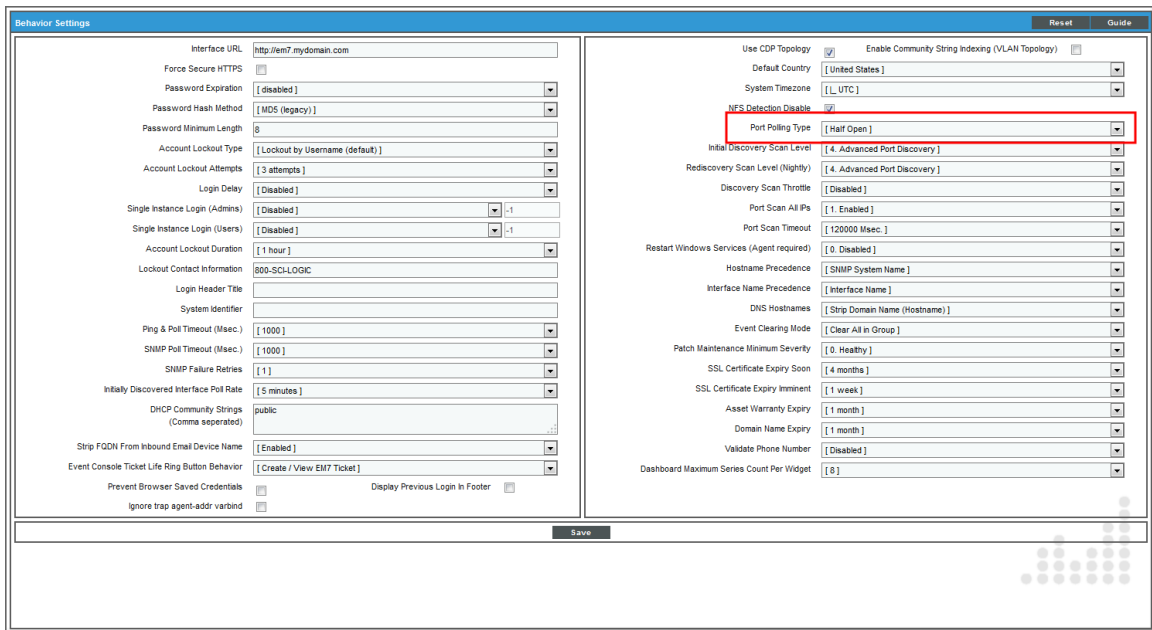 Behavior Settings Reset Guide
Interface URL http://em7.mydomain.com
Force Secure HTTPS
Password Expiration [ disabled ]
Password Hash Method [ MD5 (legacy) ]
Password Minimum Length 8
Account Lockout Type [ Lockout by Username (default) ]
Account Lockout Attempts [ 3 attempts ]
Login Delay [ Disabled ]
Single Instance Login (Admins) [ Disabled ] -1
Single Instance Login (Users) [ Disabled ] -1
Account Lockout Duration [ 1 hour ]
Lockout Contact Information 800-SCI-LOGIC
Login Header Title
System Identifier
Ping & Poll Timeout (Msec.) [ 1000 ]
SNMP Poll Timeout (Msec.) [ 1000 ]
SNMP Failure Retries [ 1 ]
Initially Discovered Interface Poll Rate [ 5 minutes ]
DHCP Community Strings public
(Comma seperated)
Strip FQDN From Inbound Email Device Name [ Enabled ]
Event Console Ticket Life Ring Button Behavior [ Create / View EM7 Ticket ]
Prevent Browser Saved Credentials Display Previous Login In Footer
Ignore trap agent-addr varbind
Use CDP Topology Enable Community String Indexing (VLAN Topology)
Default Country [ United States ]
System Timezone [ |_ UTC ]
NFS Detection Disable
Port Polling Type [ Half Open ]
Initial Discovery Scan Level [ 4. Advanced Port Discovery ]
Rediscovery Scan Level (Nightly) [ 4. Advanced Port Discovery ]
Discovery Scan Throttle [ Disabled ]
Port Scan All IPs [ 1. Enabled ]
Port Scan Timeout [ 120000 Msec. ]
Restart Windows Services (Agent required) [ 0. Disabled ]
Hostname Precedence [ SNMP System Name ]
Interface Name Precedence [ Interface Name ]
DNS Hostnames [ Strip Domain Name (Hostname) ]
Event Clearing Mode [ Clear All in Group ]
Patch Maintenance Minimum Severity [ 0. Healthy ]
SSL Certificate Expiry Soon [ 4 months ]
SSL Certificate Expiry Imminent [ 1 week ]
Asset Warranty Expiry [ 1 month ]
Domain Name Expiry [ 1 month ]
Validate Phone Number [ Disabled ]
Dashboard Maximum Series Count Per Widget [ 8 ]
Save